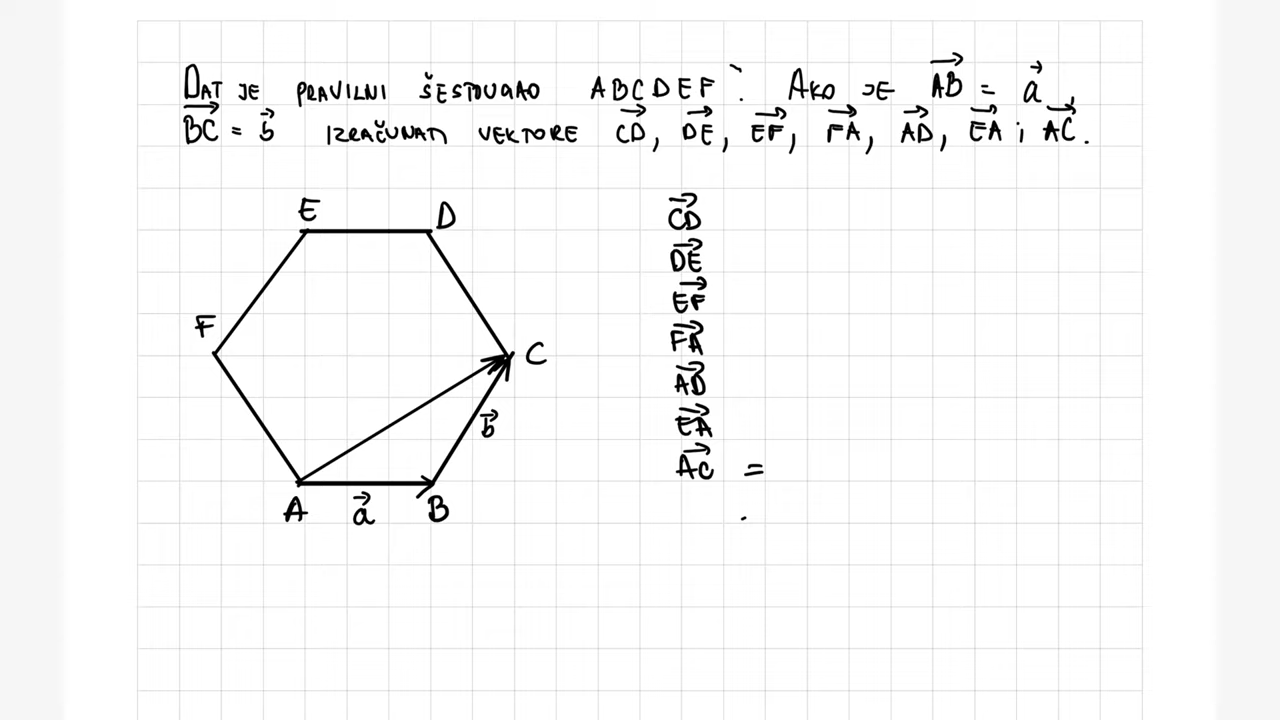 DAT JE PRAVILNI ŠESTOUGAO ABCDEF. AKO JE AB⃗ = a⃗,
BC⃗ = b⃗ IZRAČUNATI VEKTORE CD⃗, DE⃗, EF⃗, FA⃗, AD⃗, EA⃗ i AC⃗.
E D
CD⃗
DE⃗
EF⃗
F
FA⃗
C
AD⃗
b⃗
EA⃗
AC⃗ =
A a⃗ B